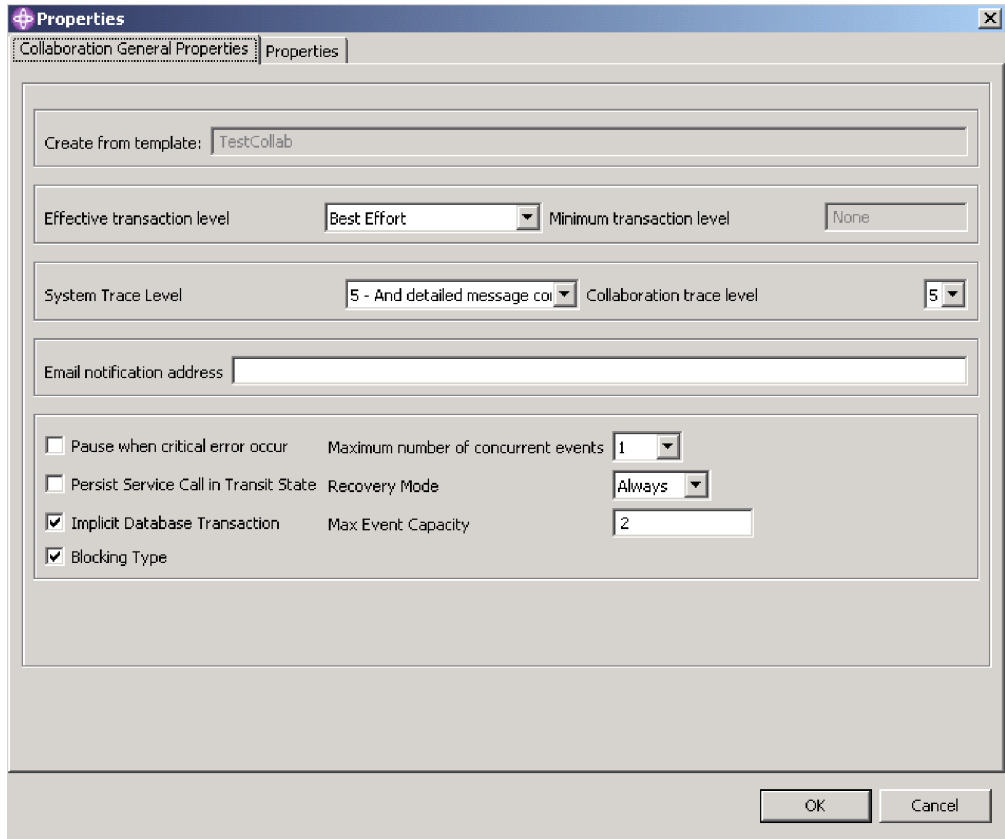 Properties
Collaboration General Properties Properties
Create from template: TestCollab
Effective transaction level Best Effort Minimum transaction level None
System Trace Level 5 - And detailed message Collaboration trace level 5
Email notification address
Pause when critical error occur Maximum number of concurrent events 1
Persist Service Call in Transit State Recovery Mode Always
Implicit Database Transaction Max Event Capacity 2
Blocking Type
OK Cancel